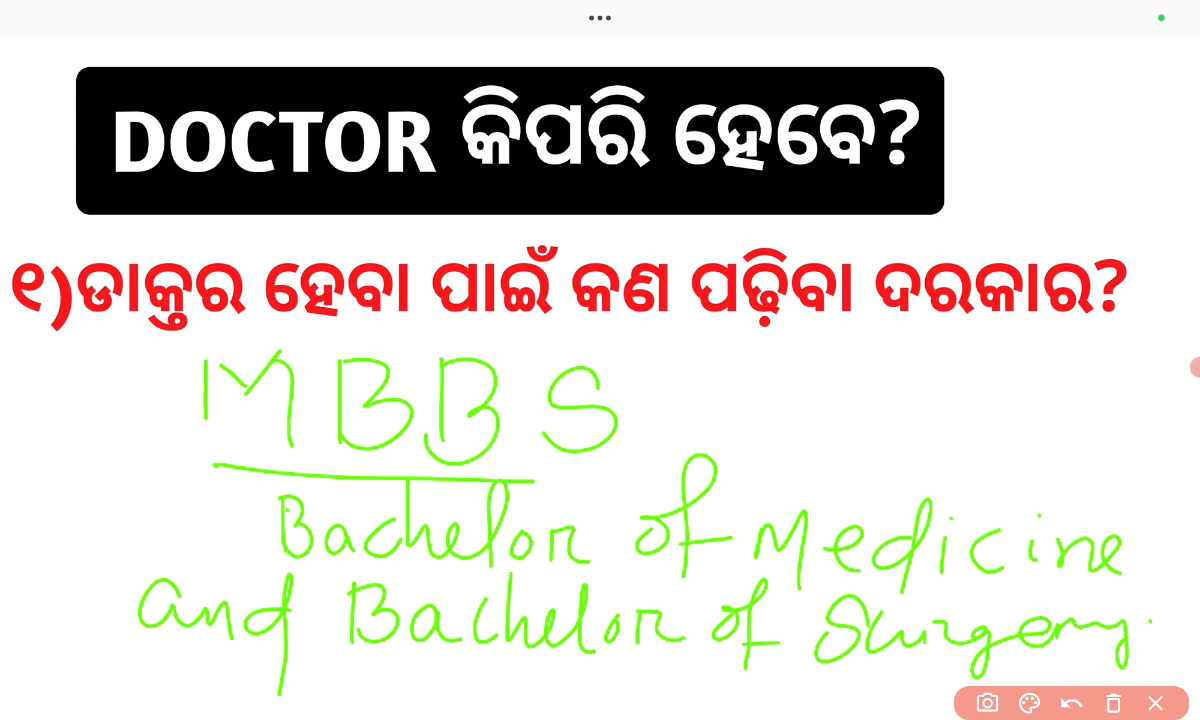 DOCTOR କିପରି ହେବେ?
୧)ଡାକ୍ତର ହେବା ପାଇଁ କଣ ପଢ଼ିବା ଦରକାର?
MBBS
Bachelor of Medicine
and Bachelor of Surgery.